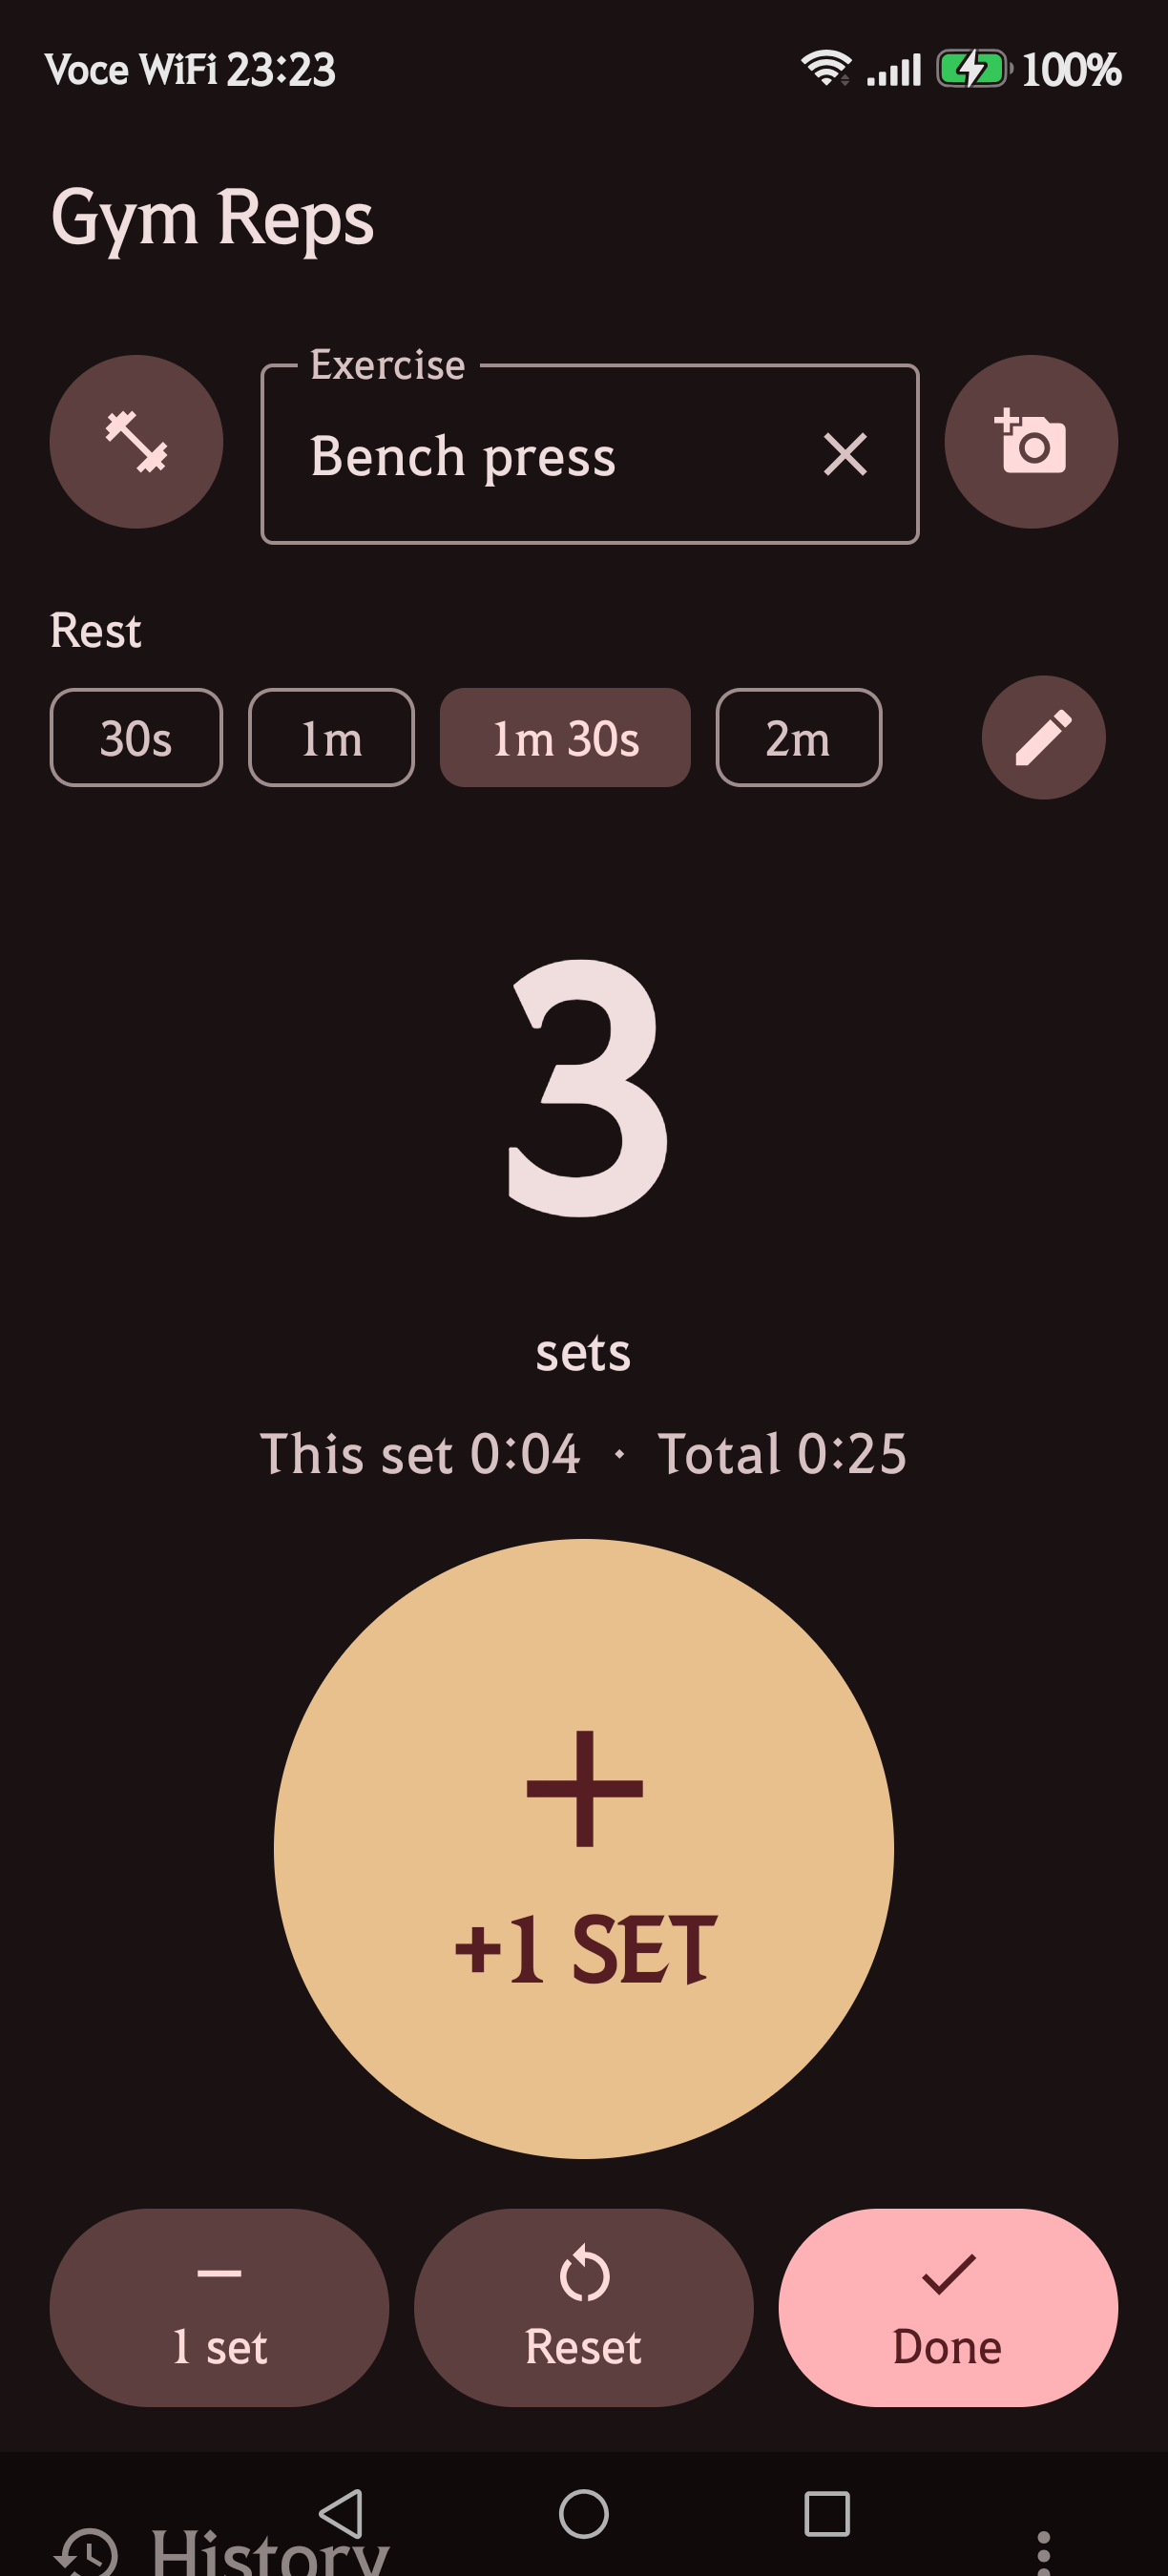 Voce WiFi 23:23 100%
Gym Reps
Exercise
Bench press
Rest
30s 1m 1m 30s 2m
3
sets
This set 0:04 · Total 0:25
+1 SET
1 set Reset Done
History